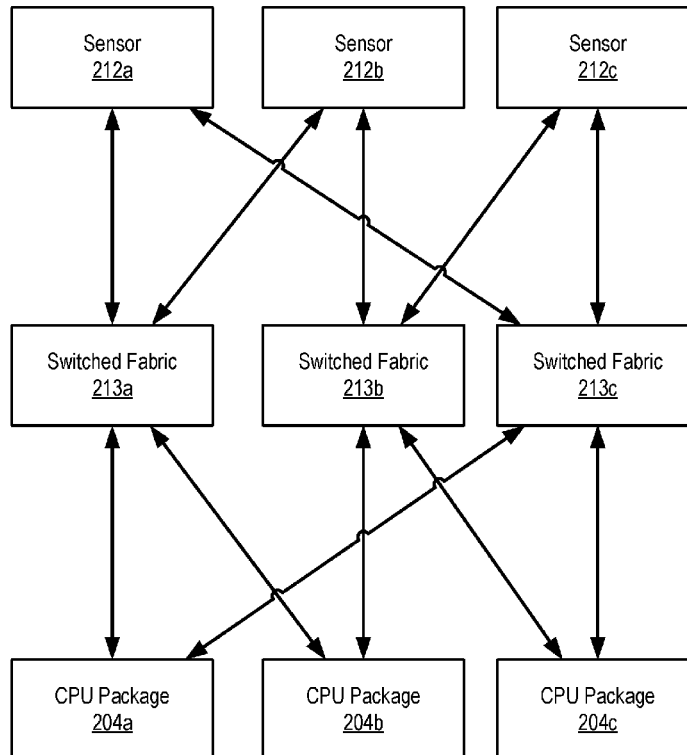 Sensor
212a
Sensor
212b
Sensor
212c
Switched Fabric
213a
Switched Fabric
213b
Switched Fabric
213c
CPU Package
204a
CPU Package
204b
CPU Package
204c